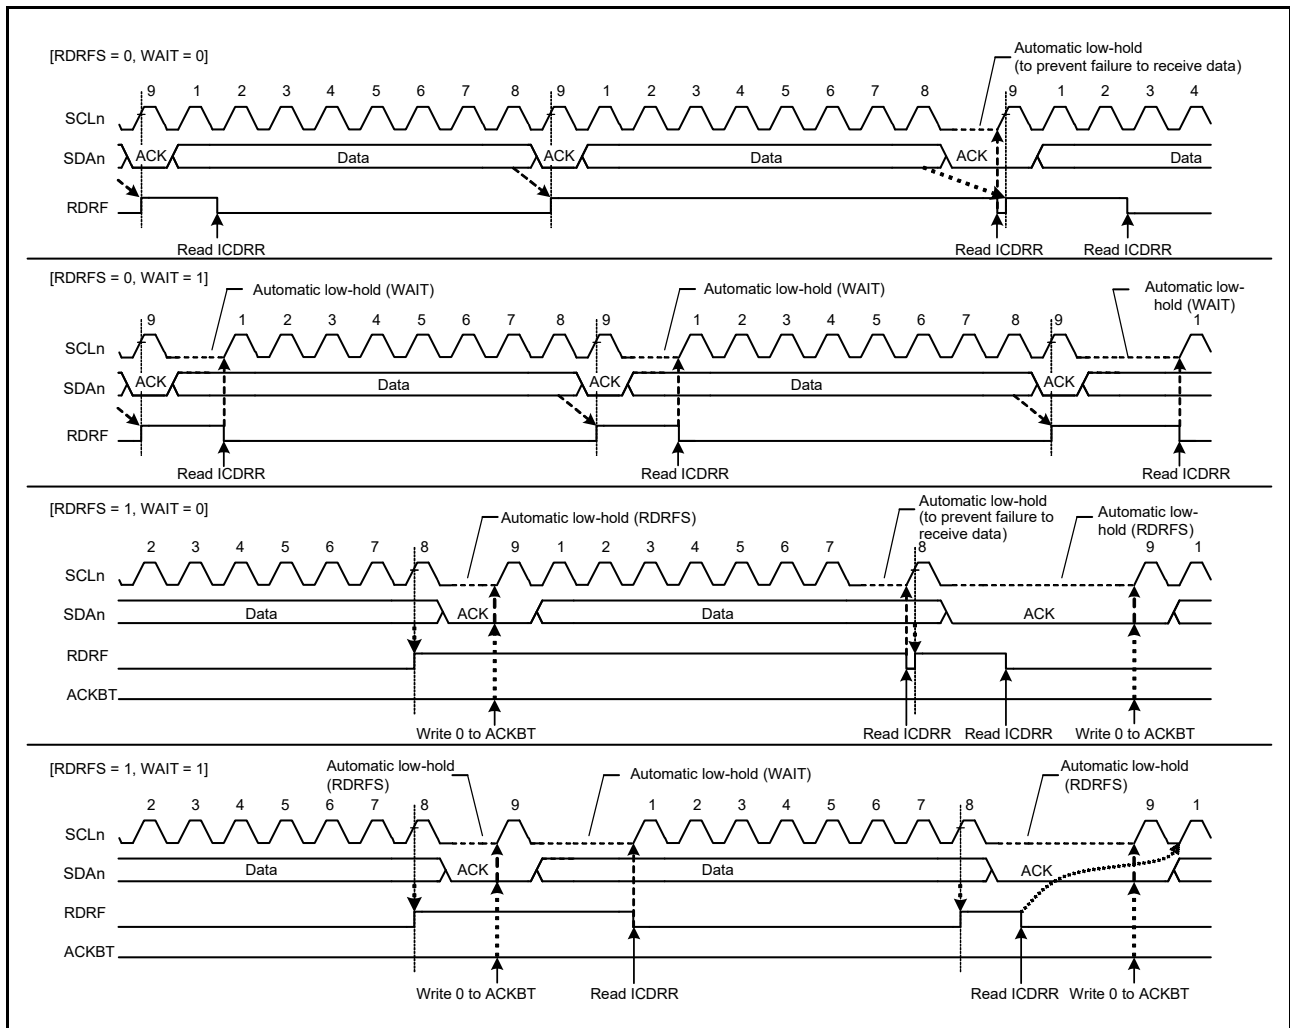 [RDRFS = 0, WAIT = 0]
Automatic low-hold
(to prevent failure to receive data)
9 1 2 3 4 5 6 7 8 9 1 2 3 4 5 6 7 8 9 1 2 3 4
SCLn
SDAn ACK Data ACK Data ACK Data
RDRF
Read ICDRR Read ICDRR Read ICDRR
[RDRFS = 0, WAIT = 1]
Automatic low-hold (WAIT) Automatic low-hold (WAIT) Automatic low-
hold (WAIT)
9 1 2 3 4 5 6 7 8 9 1 2 3 4 5 6 7 8 9 1
SCLn
SDAn ACK Data ACK Data ACK
RDRF
Read ICDRR Read ICDRR Read ICDRR
[RDRFS = 1, WAIT = 0]
Automatic low-hold (RDRFS)
Automatic low-hold
(to prevent failure to
receive data)
Automatic low-
hold (RDRFS)
2 3 4 5 6 7 8 9 1 2 3 4 5 6 7 8 9 1
SCLn
SDAn Data ACK Data ACK
RDRF
ACKBT
Write 0 to ACKBT Read ICDRR Read ICDRR Write 0 to ACKBT
[RDRFS = 1, WAIT = 1]
Automatic low-hold
(RDRFS)
Automatic low-hold (WAIT)
Automatic low-hold
(RDRFS)
2 3 4 5 6 7 8 9 1 2 3 4 5 6 7 8 9 1
SCLn
SDAn Data ACK Data ACK
RDRF
ACKBT
Write 0 to ACKBT Read ICDRR Read ICDRR Write 0 to ACKBT